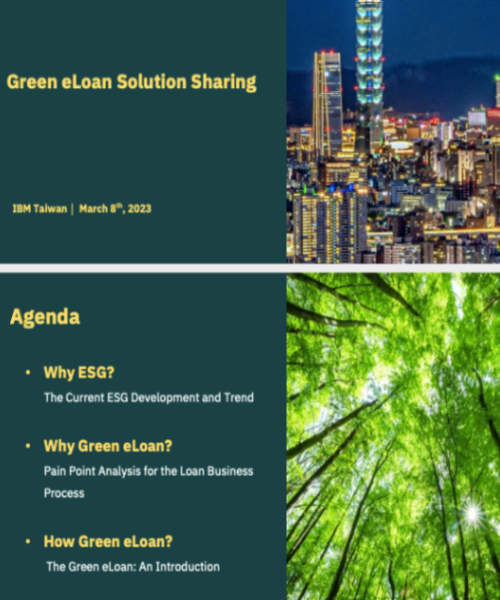 Green eLoan Solution Sharing
IBM Taiwan | March 8th, 2023
Agenda
• Why ESG?
The Current ESG Development and Trend
• Why Green eLoan?
Pain Point Analysis for the Loan Business
Process
• How Green eLoan?
The Green eLoan: An Introduction